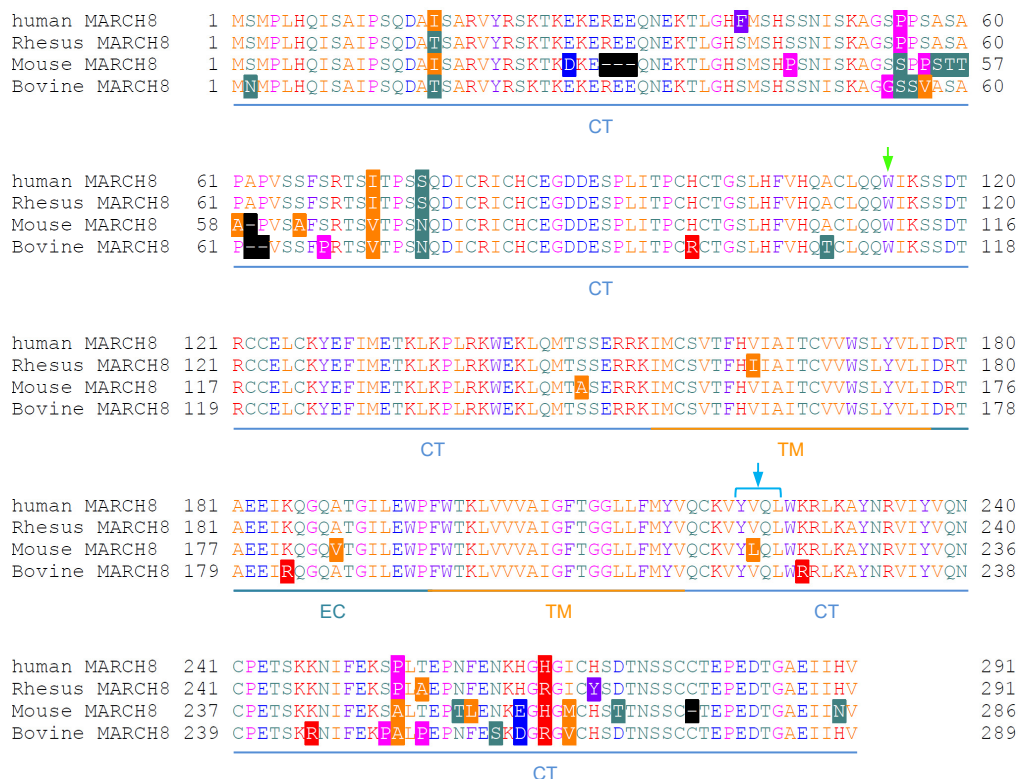 human MARCH8 1 MSMPLHQISAIPSQDAISARVYRSKTKEKEREEQNEKTLGHFMSHSSNISKAGSPPSASA 60
Rhesus MARCH8 1 MSMPLHQISAIPSQDATSARVYRSKTKEKEREEQNEKTLGHSMSHSSNISKAGSPPSASA 60
Mouse MARCH8 1 MSMPLHQISAIPSQDAISARVYRSKTKDKE---QNEKTLGHSMSHPSNISKAGSSPPSTT 57
Bovine MARCH8 1 MNMPLHQISAIPSQDATSARVYRSKTKEKEREEQNEKTLGHSMSHSSNISKAGGSSVASA 60
CT
human MARCH8 61 PAPVSSFSRTSITPSSQDICRICHCEGDDESPLITPCHCTGSLHFVHQACLQQWIKSSDT 120
Rhesus MARCH8 61 PAPVSSFSRTSITPSSQDICRICHCEGDDESPLITPCHCTGSLHFVHQACLQQWIKSSDT 120
Mouse MARCH8 58 A-PVSAFSRTSVTPSNQDICRICHCEGDDESPLITPCHCTGSLHFVHQACLQQWIKSSDT 116
Bovine MARCH8 61 P--VSSFPRTSVTPSNQDICRICHCEGDDESPLITPCRCTGSLHFVHQTCLQQWIKSSDT 118
CT
human MARCH8 121 RCCELCKYEFIMETKLKPLRKWEKLQMTSSERRKIMCSVTFHVIAITCVVWSLYVLIDRT 180
Rhesus MARCH8 121 RCCELCKYEFIMETKLKPLRKWEKLQMTSSERRKIMCSVTFHIIAITCVVWSLYVLIDRT 180
Mouse MARCH8 117 RCCELCKYEFIMETKLKPLRKWEKLQMTASERRKIMCSVTFHVIAITCVVWSLYVLIDRT 176
Bovine MARCH8 119 RCCELCKYEFIMETKLKPLRKWEKLQMTSSERRKIMCSVTFHVIAITCVVWSLYVLIDRT 178
CT TM
human MARCH8 181 AEEIKQGQATGILEWPFWTKLVVVAIGFTGGLLFMYVQCKVYVQLWKRLKAYNRVIYVQN 240
Rhesus MARCH8 181 AEEIKQGQATGILEWPFWTKLVVVAIGFTGGLLFMYVQCKVYVQLWKRLKAYNRVIYVQN 240
Mouse MARCH8 177 AEEIKQGQVTGILEWPFWTKLVVVAIGFTGGLLFMYVQCKVYLQLWKRLKAYNRVIYVQN 236
Bovine MARCH8 179 AEEIRQGQATGILEWPFWTKLVVVAIGFTGGLLFMYVQCKVYVQLWRRLKAYNRVIYVQN 238
EC TM CT
human MARCH8 241 CPETSKKNIFEKSPLTEPNFENKHGHGICHSDTNSSCCTEPEDTGAEIIHV 291
Rhesus MARCH8 241 CPETSKKNIFEKSPLAEPNFENKHGRGICYSDTNSSCCTEPEDTGAEIIHV 291
Mouse MARCH8 237 CPETSKKNIFEKSALTEPTLENKEGHGMCHSTTNSSC-TEPEDTGAEIINV 286
Bovine MARCH8 239 CPETSKRNIFEKPALPEPNFESKDGRGVCHSDTNSSCCTEPEDTGAEIIHV 289
CT